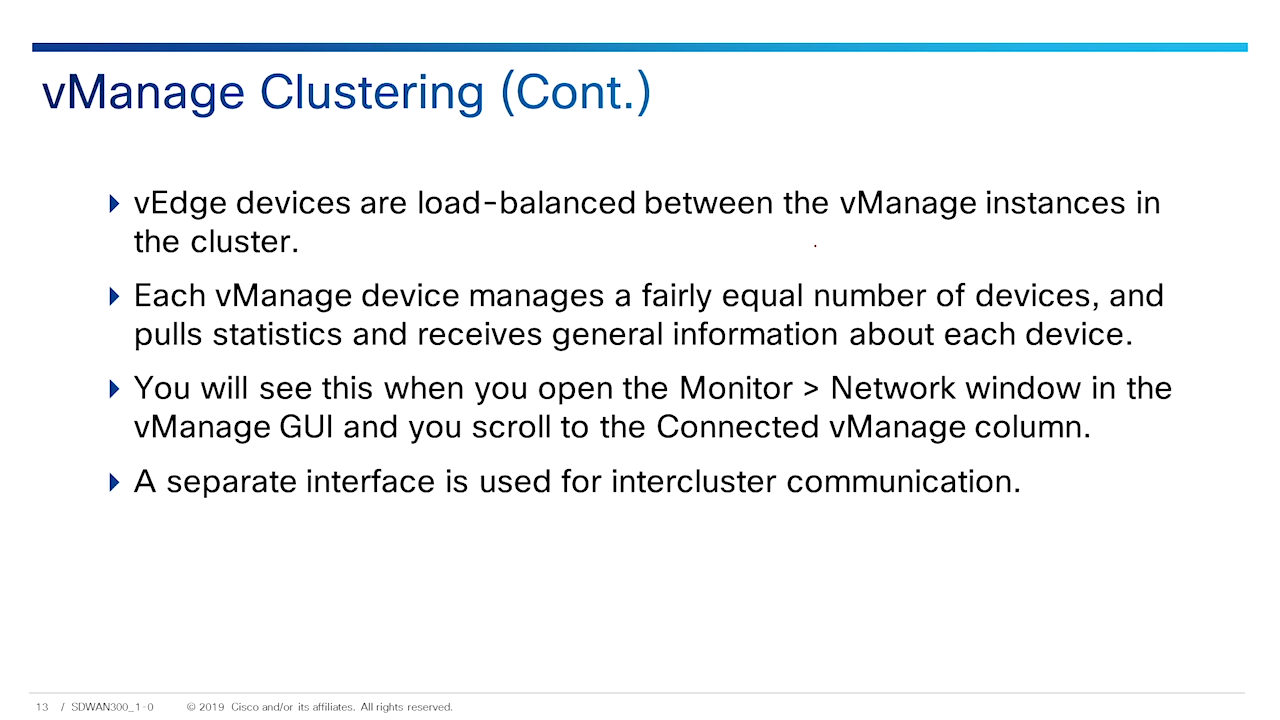 vManage Clustering (Cont.)
vEdge devices are load-balanced between the vManage instances in
the cluster.
Each vManage device manages a fairly equal number of devices, and
pulls statistics and receives general information about each device.
You will see this when you open the Monitor > Network window in the
vManage GUI and you scroll to the Connected vManage column.
A separate interface is used for intercluster communication.
13 / SDWAN300_1-0 © 2019 Cisco and/or its affiliates. All rights reserved.